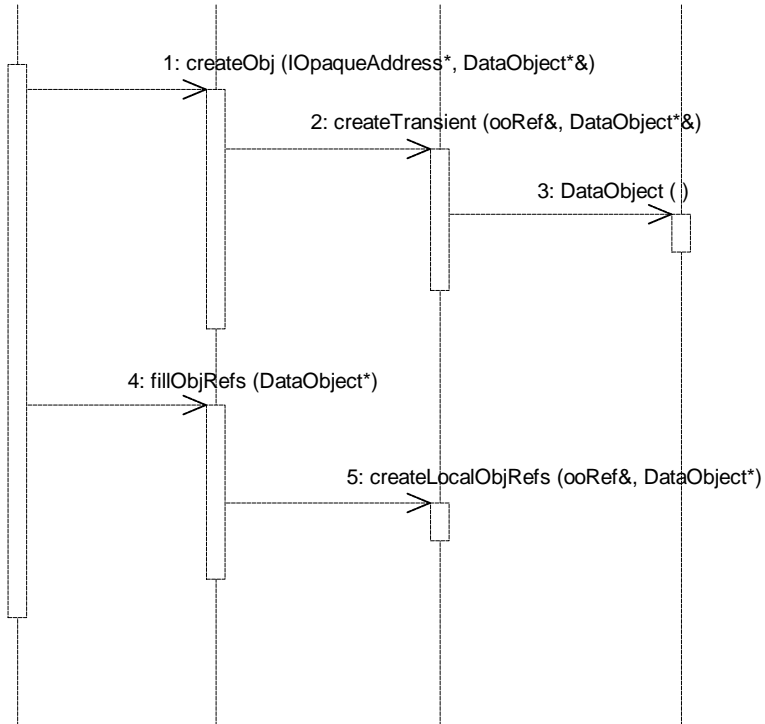 1: createObj (IOpaqueAddress*, DataObject*&)
2: createTransient (ooRef&, DataObject*&)
3: DataObject ( )
4: fillObjRefs (DataObject*)
5: createLocalObjRefs (ooRef&, DataObject*)